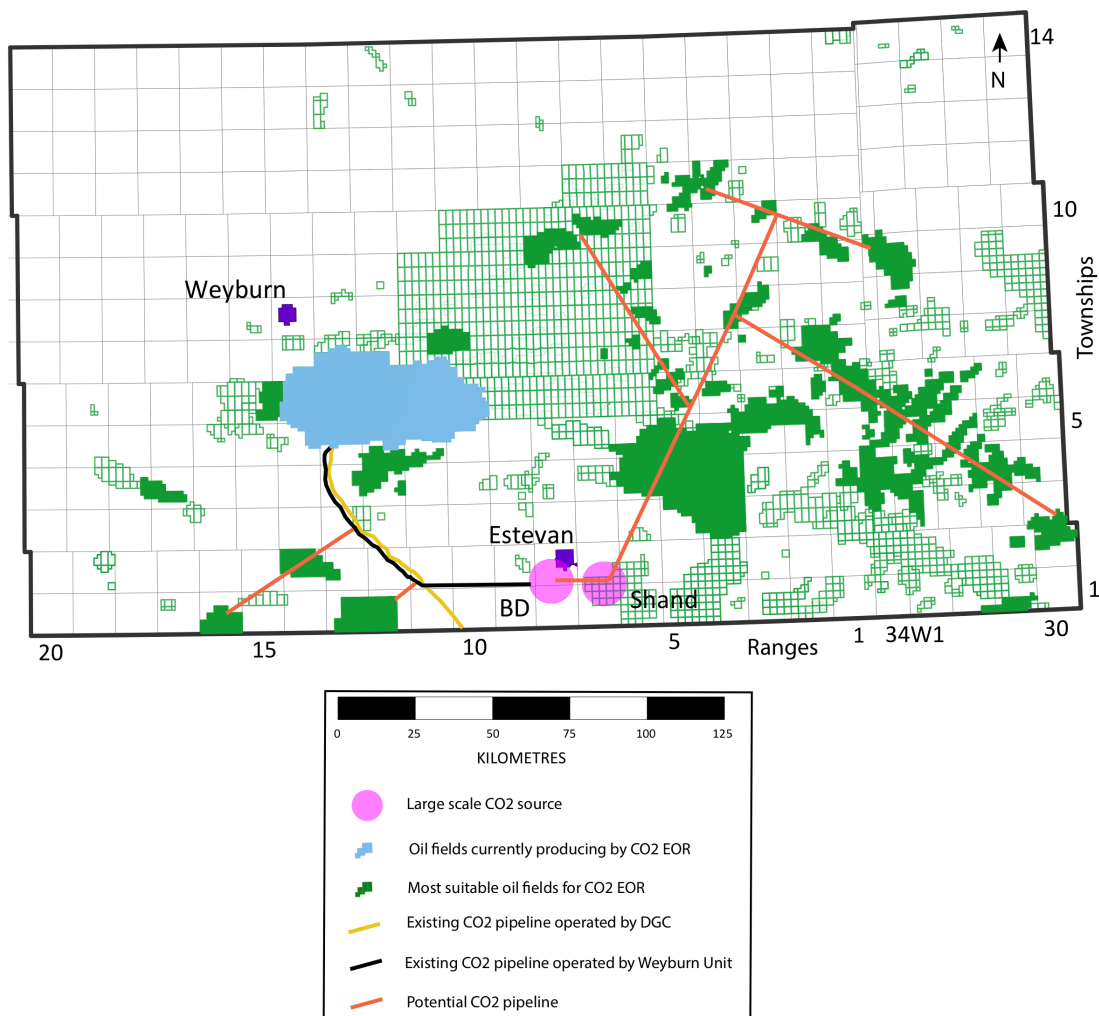 14
N
10
Weyburn
Townships
5
Estevan
BD
Shand
1
20
15
10
5
Ranges
1
34W1
30
0
25
50
75
100
125
KILOMETRES
Large scale CO2 source
Oil fields currently producing by CO2 EOR
Most suitable oil fields for CO2 EOR
Existing CO2 pipeline operated by DGC
Existing CO2 pipeline operated by Weyburn Unit
Potential CO2 pipeline